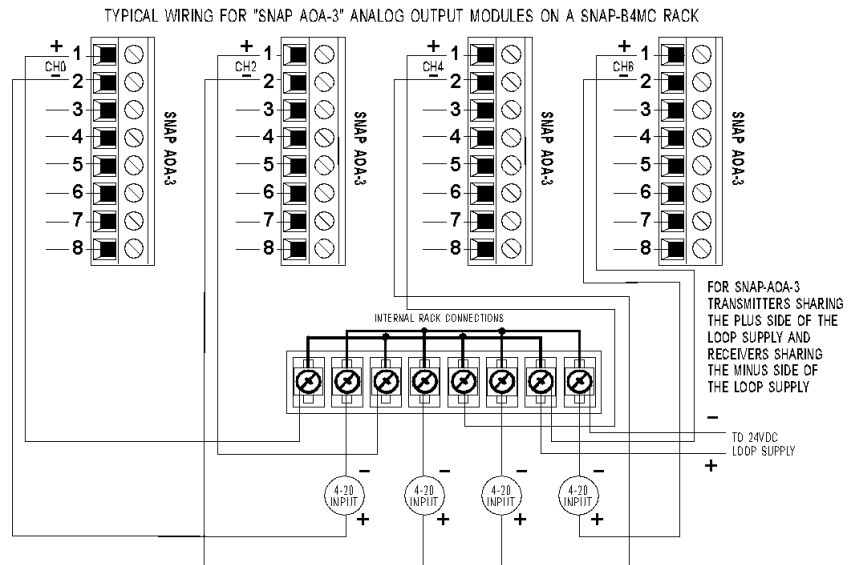 TYPICAL WIRING FOR "SNAP AOA-3" ANALOG OUTPUT MODULES ON A SNAP-B4MC RACK
+ 1
CH0
- 2
3
4
5
6
7
8
SNAP AOA-3
+ 1
CH2
- 2
3
4
5
6
7
8
SNAP AOA-3
+ 1
CH4
- 2
3
4
5
6
7
8
SNAP AOA-3
+ 1
CH6
- 2
3
4
5
6
7
8
SNAP AOA-3
FOR SNAP-AOA-3
TRANSMITTERS SHARING
THE PLUS SIDE OF THE
LOOP SUPPLY AND
RECEIVERS SHARING
THE MINUS SIDE OF
THE LOOP SUPPLY
INTERNAL RACK CONNECTIONS
-
TO 24VDC
LOOP SUPPLY
+
-
4-20
INPUT
+
-
4-20
INPUT
+
-
4-20
INPUT
+
-
4-20
INPUT
+